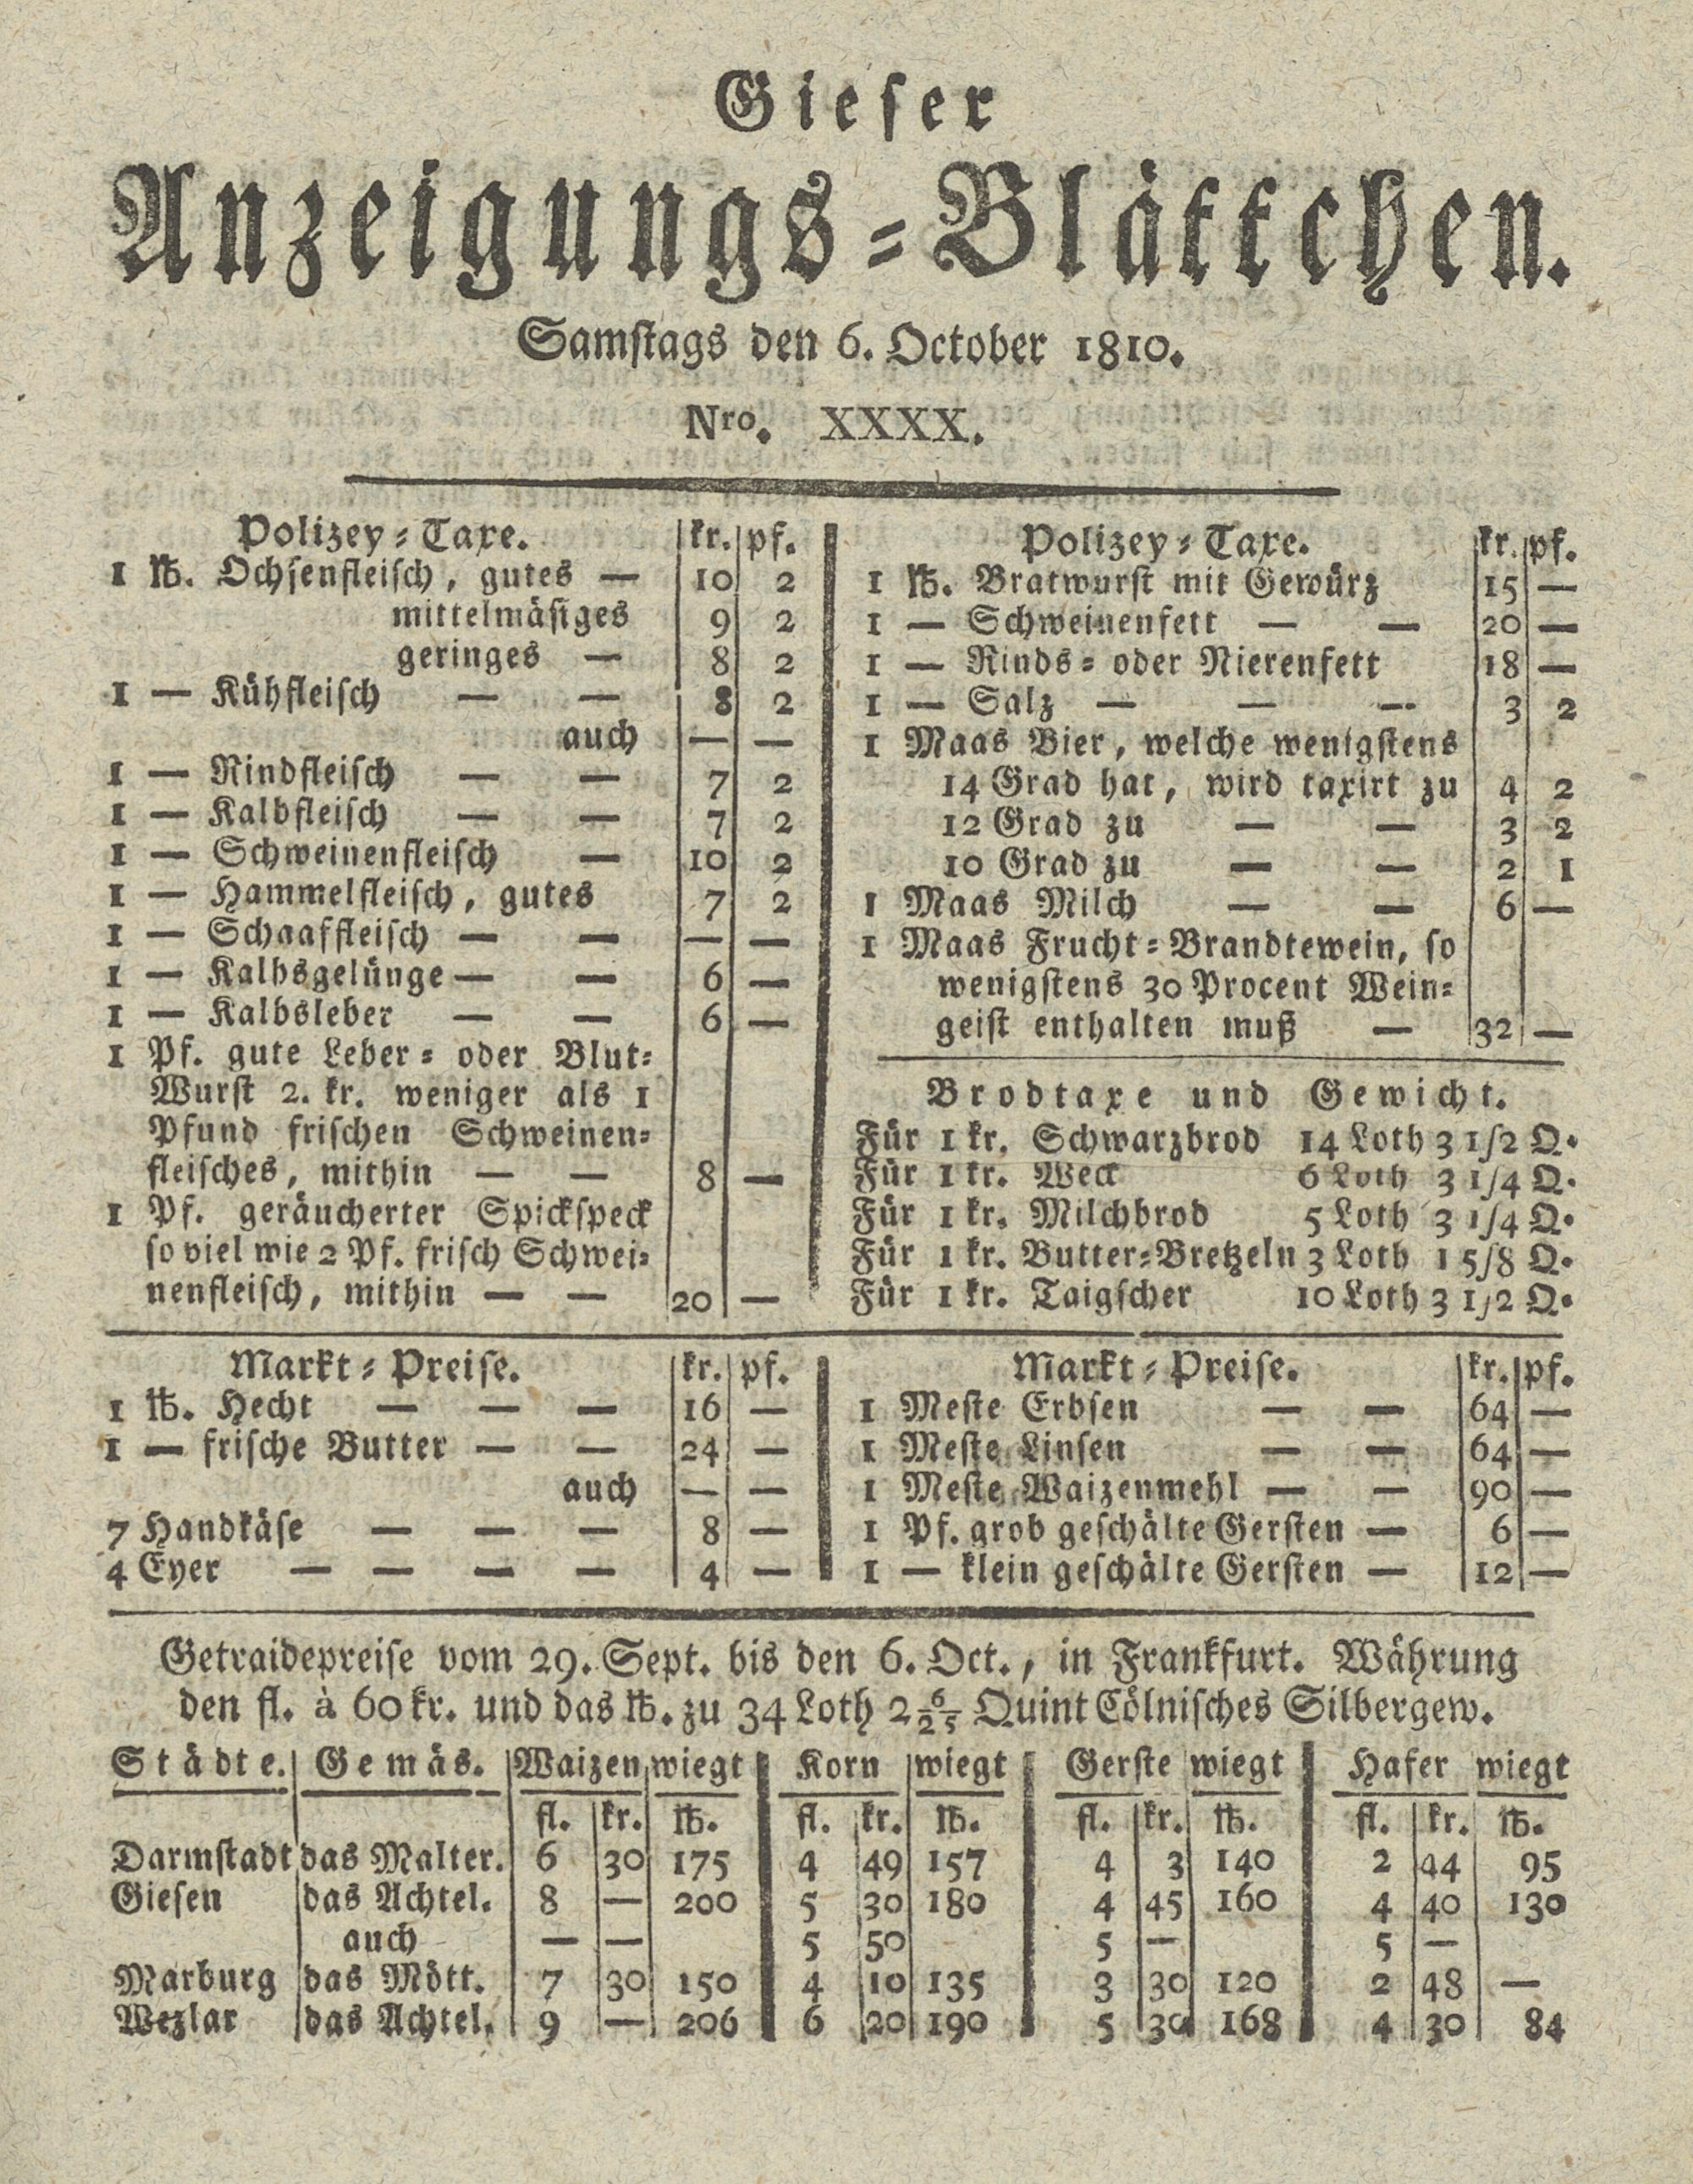 Gieser
Anzeigungs-Blättchen.
Samstags den 6. October 1810.
Nro. XXXX.
Polizey-Taxe. kr. pf.
1 ℔. Ochsenfleisch, gutes — 10 2
mittelmäsiges 9 2
geringes — 8 2
1 — Kühfleisch — — 8 2
auch — —
1 — Rindfleisch — — 7 2
1 — Kalbfleisch — — 7 2
1 — Schweinenfleisch — 10 2
1 — Hammelfleisch, gutes 7 2
1 — Schaaffleisch — — — —
1 — Kalbsgelünge — — 6 —
1 — Kalbsleber — — 6 —
1 Pf. gute Leber- oder Blut-
Wurst 2. kr. weniger als 1
Pfund frischen Schweinen-
fleisches, mithin — — 8 —
1 Pf. geräucherter Spickspeck
so viel wie 2 Pf. frisch Schwei-
nenfleisch, mithin — — 20 —
Polizey-Taxe. kr. pf.
1 ℔. Bratwurst mit Gewürz 15 —
1 — Schweinenfett — — 20 —
1 — Rinds- oder Nierenfett 18 —
1 — Salz — — — 3 2
1 Maas Bier, welche wenigstens
14 Grad hat, wird taxirt zu 4 2
12 Grad zu — — 3 2
10 Grad zu — — 2 1
1 Maas Milch — — 6 —
1 Maas Frucht-Brandtewein, so
wenigstens 30 Procent Wein-
geist enthalten muß — 32 —
Brodtaxe und Gewicht.
Für 1 kr. Schwarzbrod 14 Loth 3 1/2 Q.
Für 1 kr. Weck 6 Loth 3 1/4 Q.
Für 1 kr. Milchbrod 5 Loth 3 1/4 Q.
Für 1 kr. Butter-Bretzeln 3 Loth 1 5/8 Q.
Für 1 kr. Taigscher 10 Loth 3 1/2 Q.
Markt-Preise. kr. pf.
1 ℔. Hecht — — — 16 —
1 — frische Butter — — 24 —
auch — —
7 Handkäse — — — 8 —
4 Eyer — — — — 4 —
Markt-Preise. kr. pf.
1 Meste Erbsen — — 64 —
1 Meste Linsen — — 64 —
1 Meste Waizenmehl — — 90 —
1 Pf. grob geschälte Gersten — 6 —
1 — klein geschälte Gersten — 12 —
Getraidepreise vom 29. Sept. bis den 6. Oct., in Frankfurt. Währung
den fl. à 60 kr. und das ℔. zu 34 Loth 2 6/25 Quint Cölnisches Silbergew.
Städte. Gemäs. Waizen wiegt Korn wiegt Gerste wiegt Hafer wiegt
fl. kr. ℔. fl. kr. ℔. fl. kr. ℔. fl. kr. ℔.
Darmstadt das Malter. 6 30 175 4 49 157 4 3 140 2 44 95
Giesen das Achtel. 8 — 200 5 30 180 4 45 160 4 40 130
auch — — 5 50 5 — 5 —
Marburg das Mött. 7 30 150 4 10 135 3 30 120 2 48 —
Wezlar das Achtel. 9 — 206 6 20 190 5 30 168 4 30 84